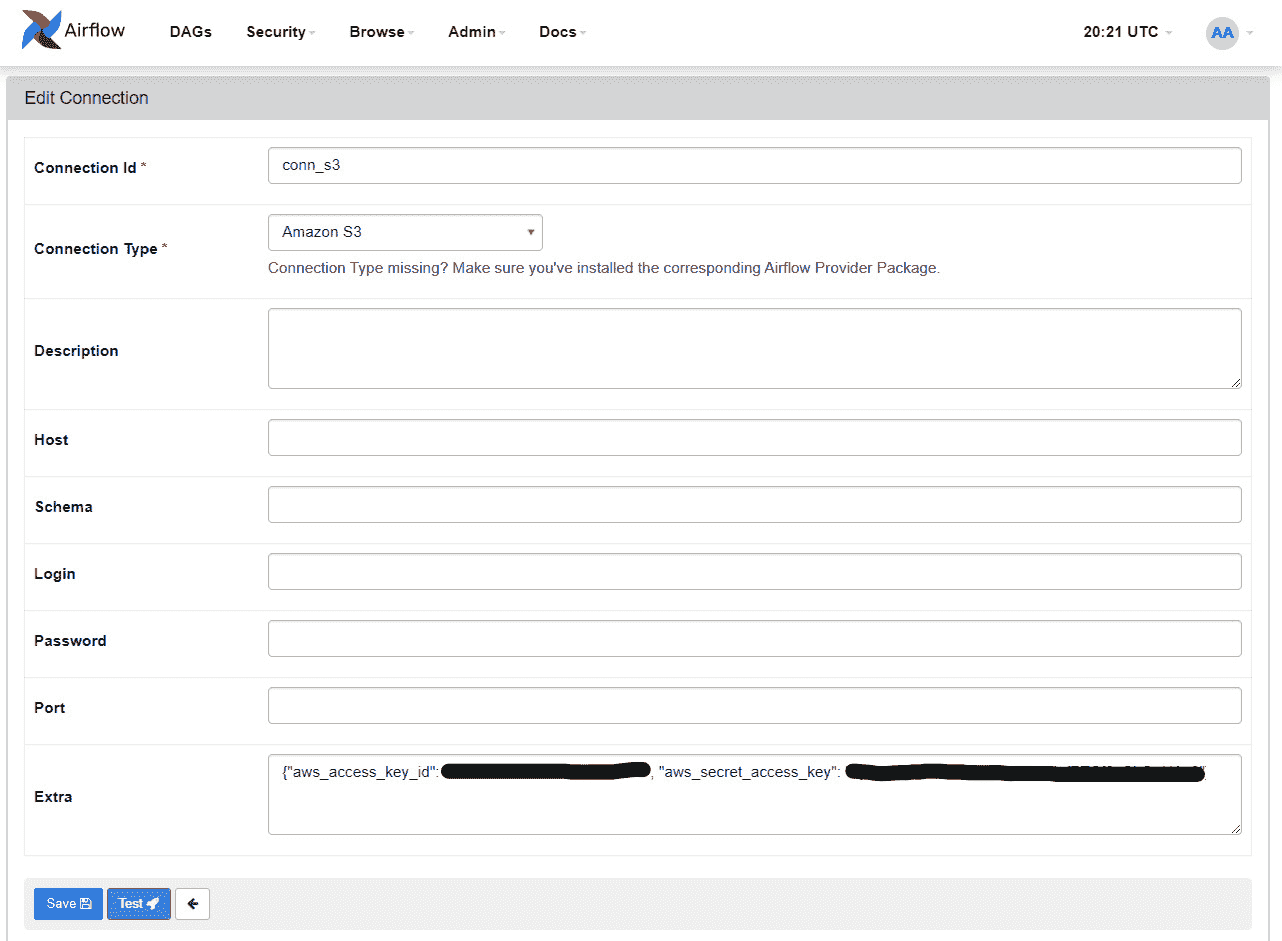 Airflow DAGs Security Browse Admin Docs 20:21 UTC AA
Edit Connection
Connection Id * conn_s3
Connection Type * Amazon S3
Connection Type missing? Make sure you've installed the corresponding Airflow Provider Package.
Description
Host
Schema
Login
Password
Port
Extra {"aws_access_key_id": , "aws_secret_access_key":
Save Test